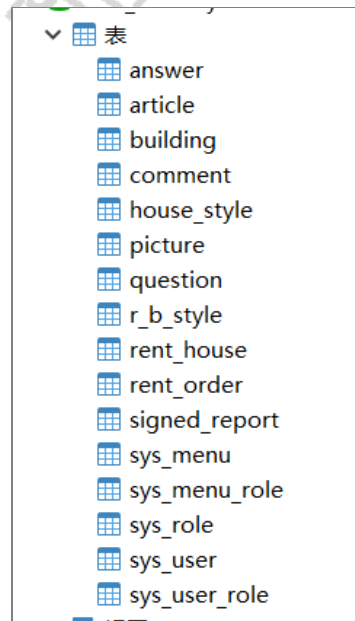 表
answer
article
building
comment
house_style
picture
question
r_b_style
rent_house
rent_order
signed_report
sys_menu
sys_menu_role
sys_role
sys_user
sys_user_role